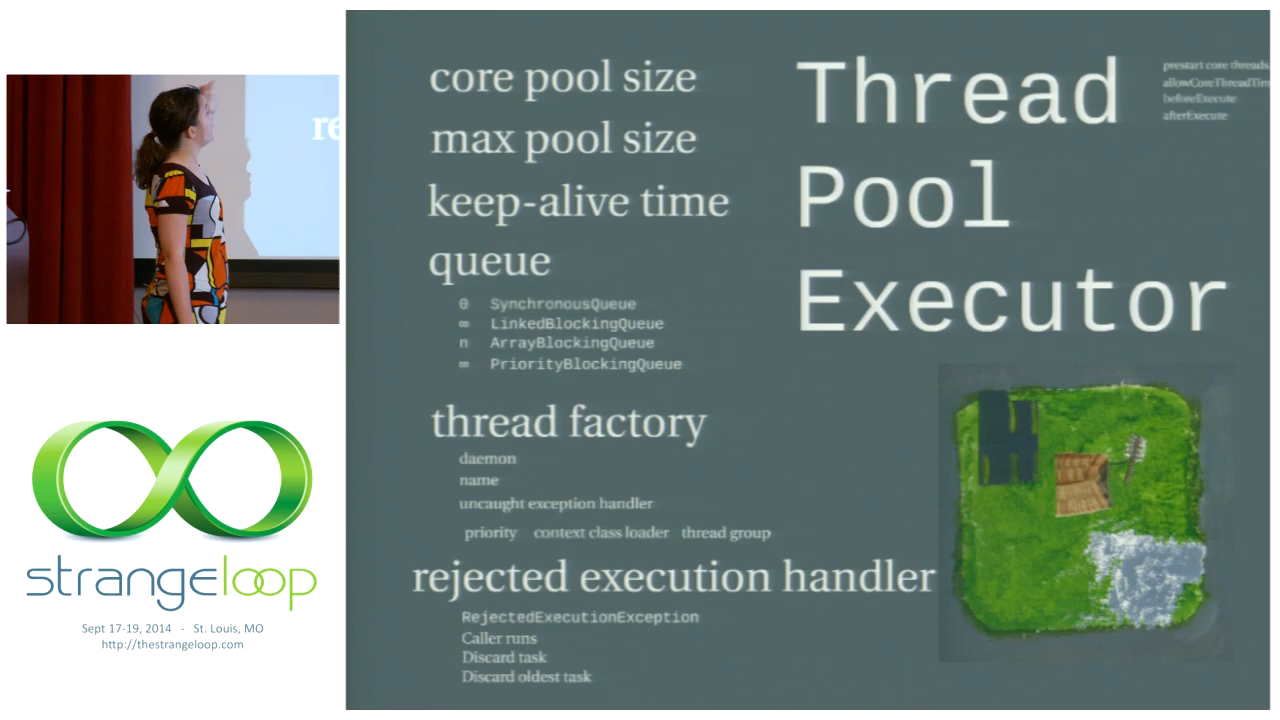 re
strangeloop
Sept 17-19, 2014 - St. Louis, MO
http://thestrangeloop.com
core pool size
max pool size
keep-alive time
queue
0 SynchronousQueue
∞ LinkedBlockingQueue
n ArrayBlockingQueue
∞ PriorityBlockingQueue
thread factory
daemon
name
uncaught exception handler
priority context class loader thread group
rejected execution handler
RejectedExecutionException
Caller runs
Discard task
Discard oldest task
Thread
Pool
Executor
prestart core threads
allowCoreThreadTim
beforeExecute
afterExecute